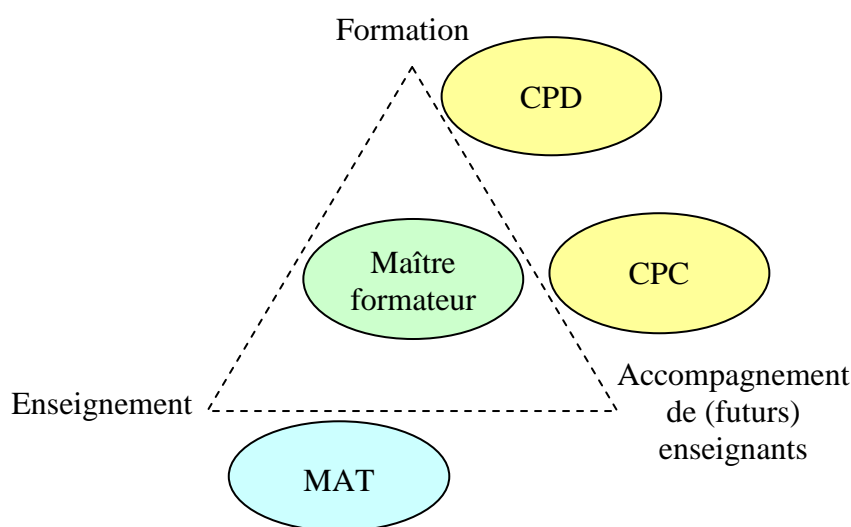 Formation
CPD
Maître
formateur
CPC
Enseignement
Accompagnement
de (futurs)
enseignants
MAT